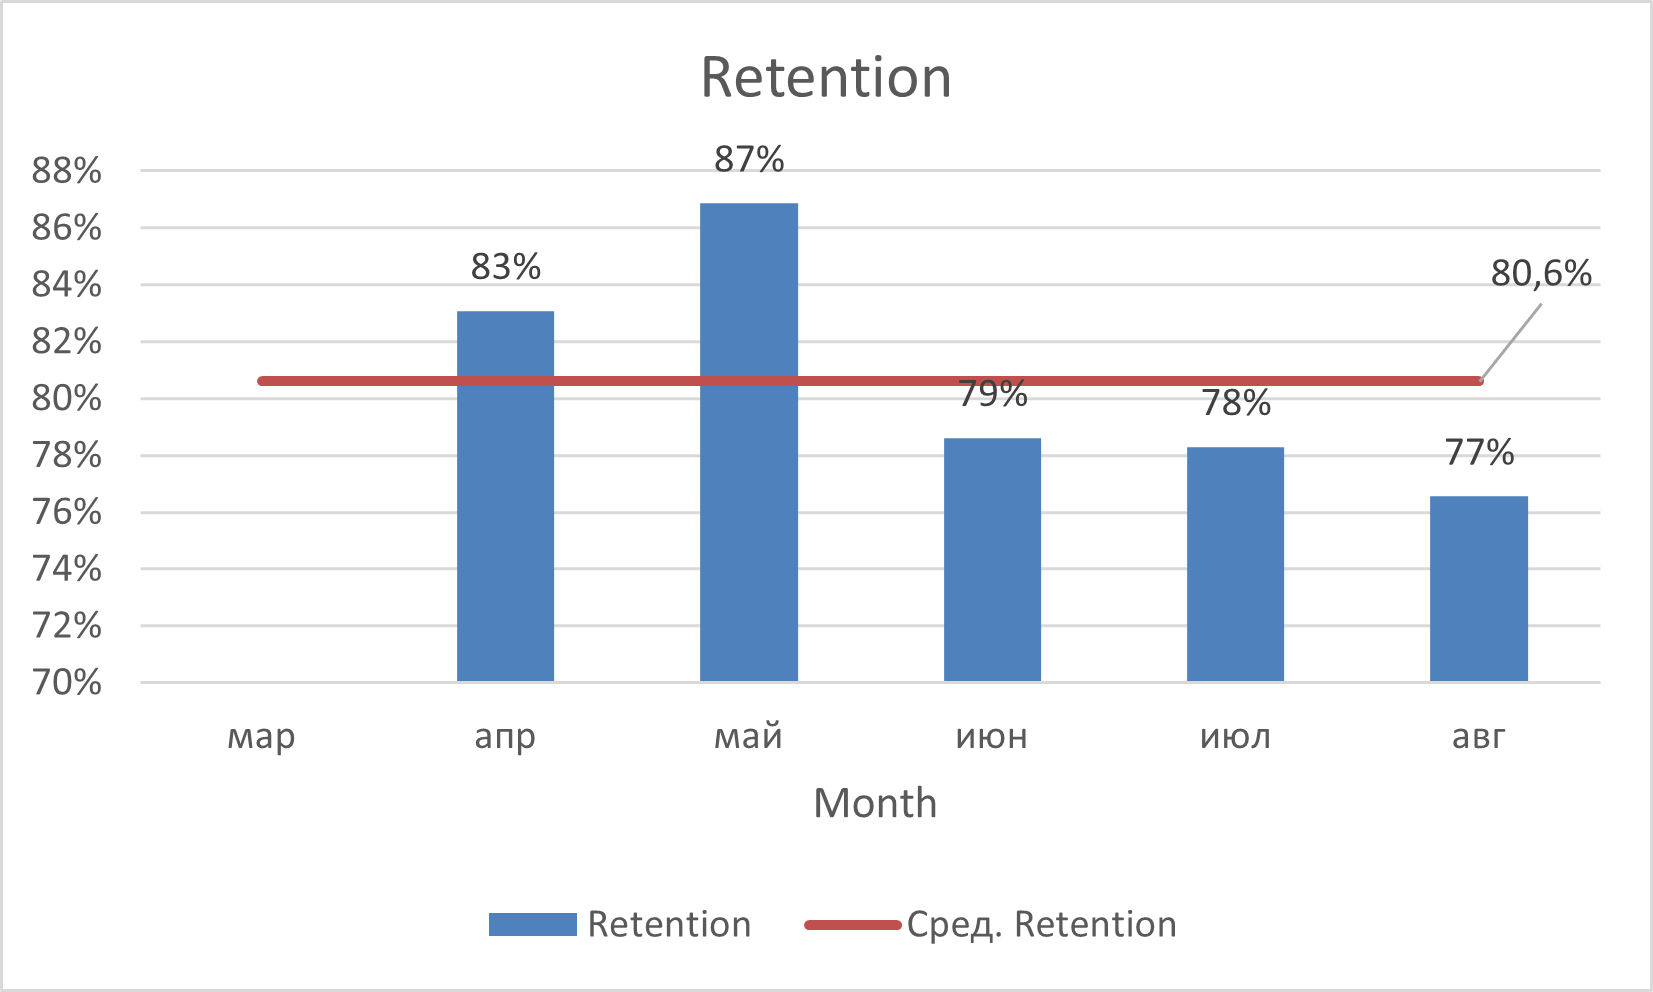 Retention
88%
86%
84%
82%
80%
78%
76%
74%
72%
70%
83%
87%
79%
78%
77%
80,6%
мар
апр
май
июн
июл
авг
Month
Retention
Сред. Retention